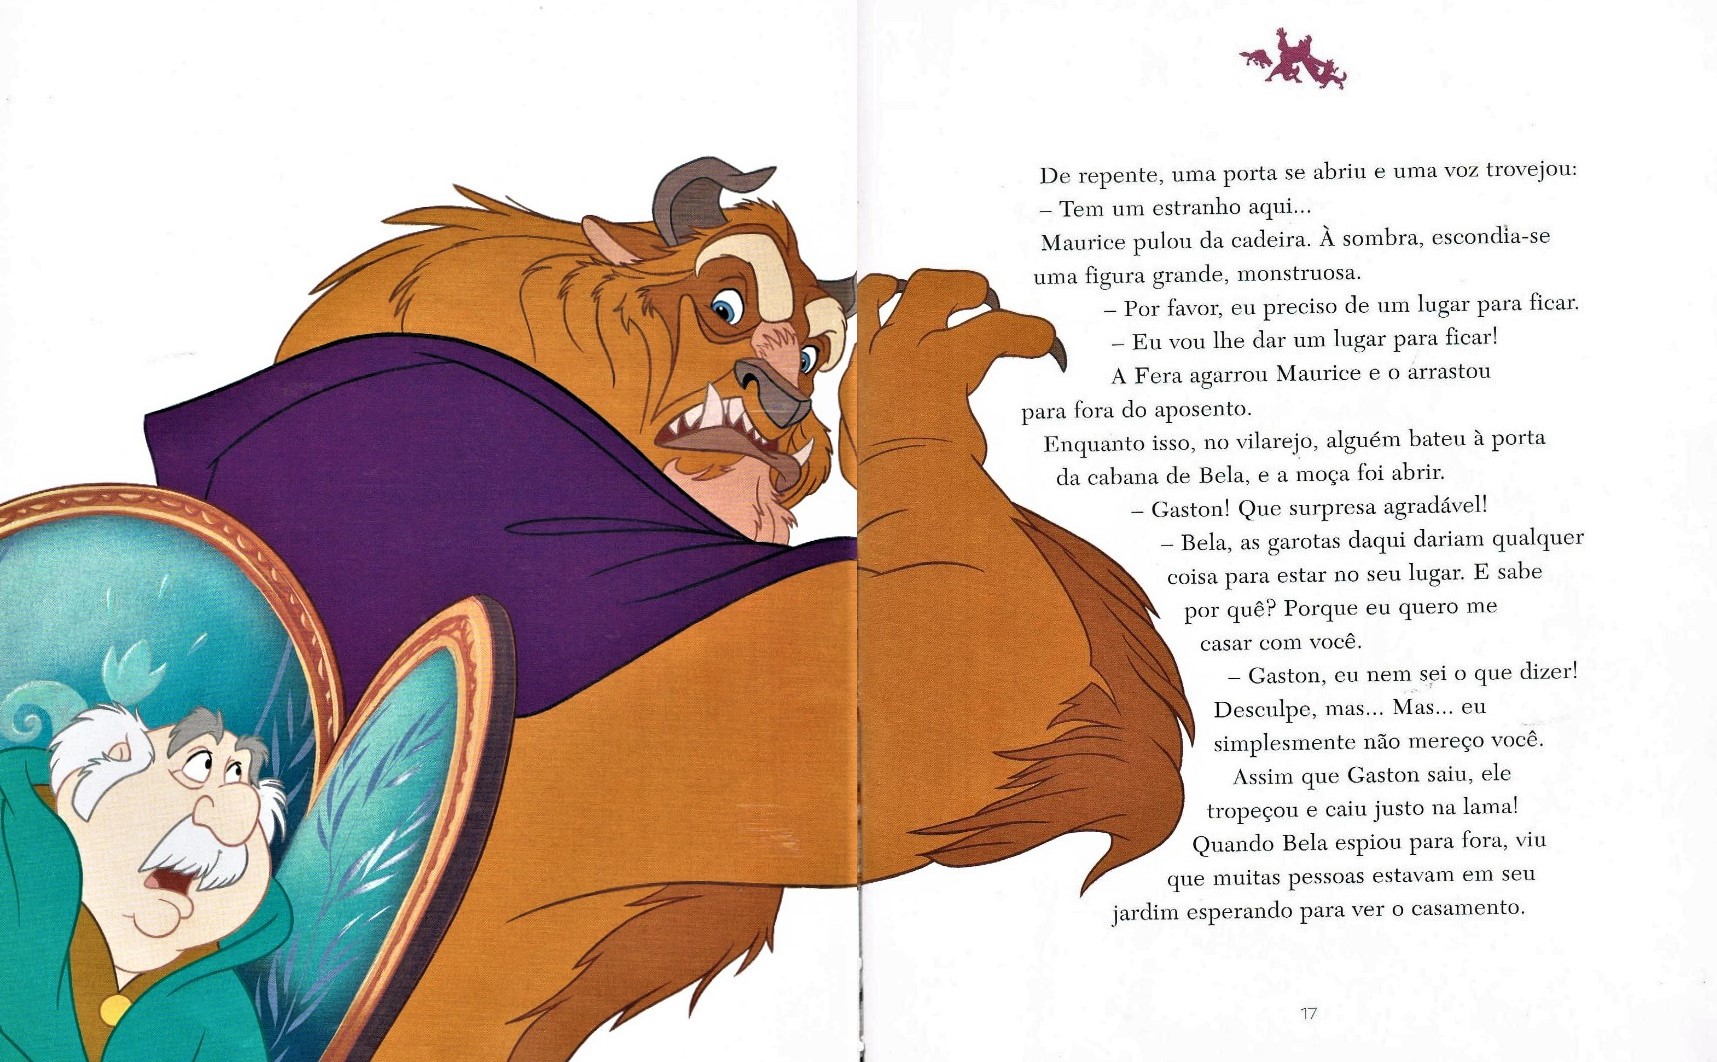 De repente, uma porta se abriu e uma voz trovejou:
– Tem um estranho aqui...
Maurice pulou da cadeira. À sombra, escondia-se
uma figura grande, monstruosa.
– Por favor, eu preciso de um lugar para ficar.
– Eu vou lhe dar um lugar para ficar!
A Fera agarrou Maurice e o arrastou
para fora do aposento.
Enquanto isso, no vilarejo, alguém bateu à porta
da cabana de Bela, e a moça foi abrir.
– Gaston! Que surpresa agradável!
– Bela, as garotas daqui dariam qualquer
coisa para estar no seu lugar. E sabe
por quê? Porque eu quero me
casar com você.
– Gaston, eu nem sei o que dizer!
Desculpe, mas... Mas... eu
simplesmente não mereço você.
Assim que Gaston saiu, ele
tropeçou e caiu justo na lama!
Quando Bela espiou para fora, viu
que muitas pessoas estavam em seu
jardim esperando para ver o casamento.
17